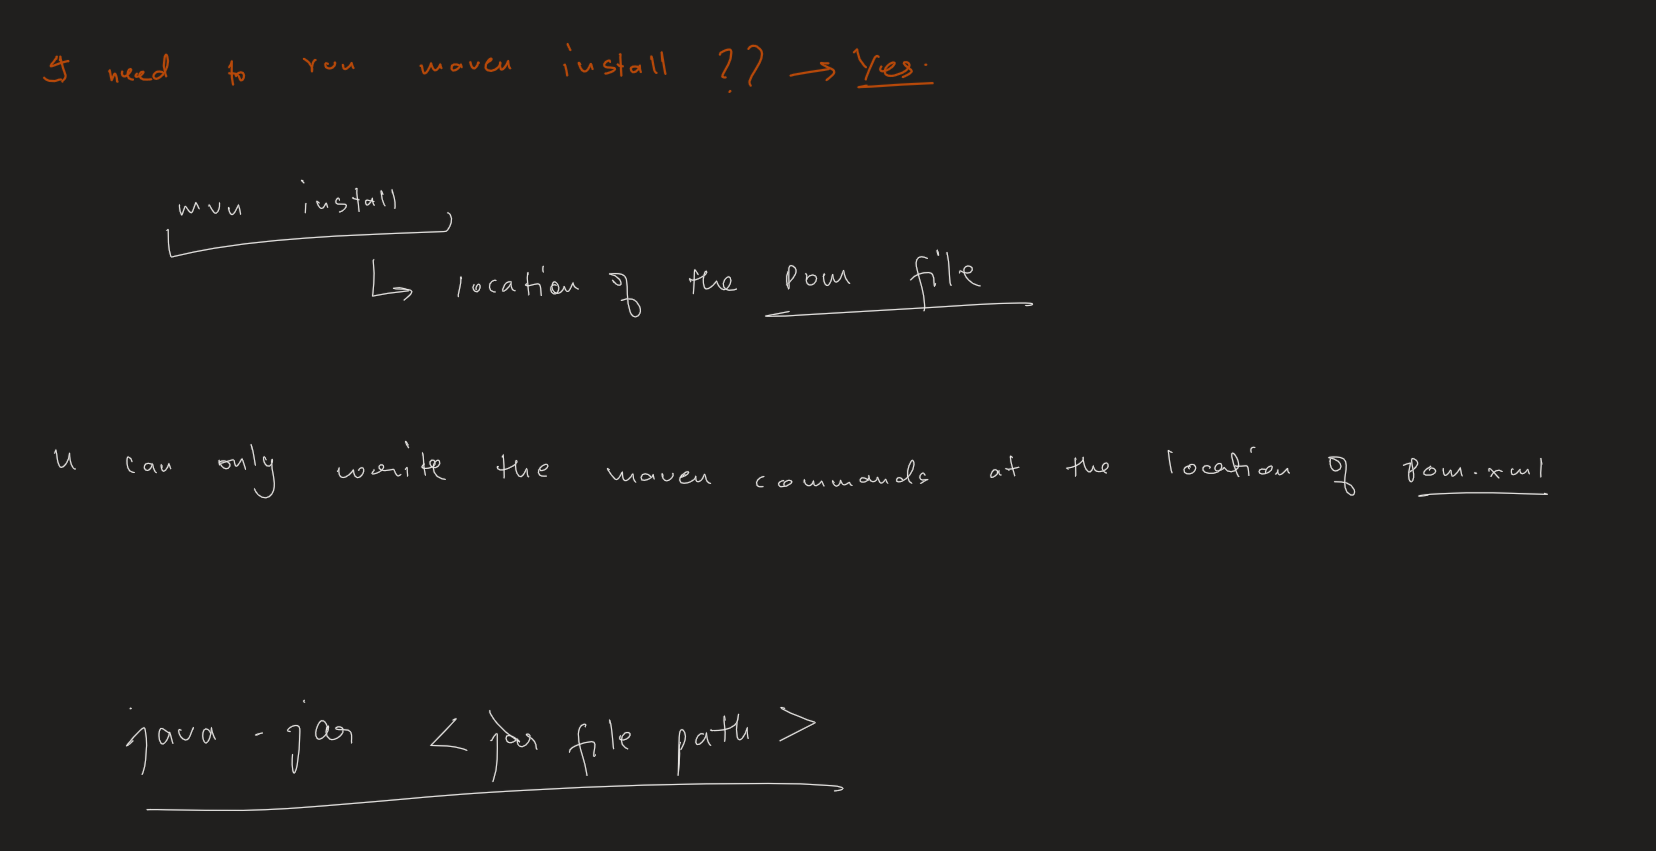 I need to run maven install ?? → Yes.
mvn install
↳ location of the pom file
u can only write the maven commands at the location of pom.xml
java -jar < jar file path >